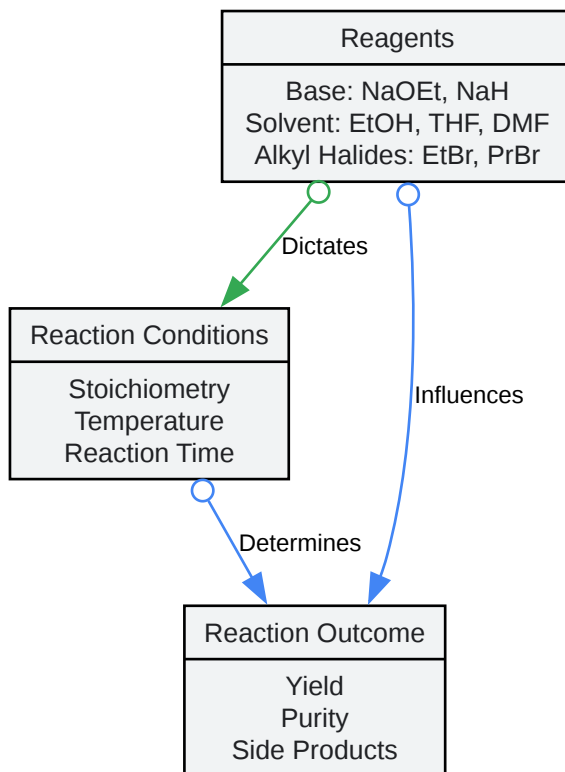 Reagents
Base: NaOEt, NaH
Solvent: EtOH, THF, DMF
Alkyl Halides: EtBr, PrBr
Dictates
Reaction Conditions
Stoichiometry
Temperature
Reaction Time
Influences
Determines
Reaction Outcome
Yield
Purity
Side Products